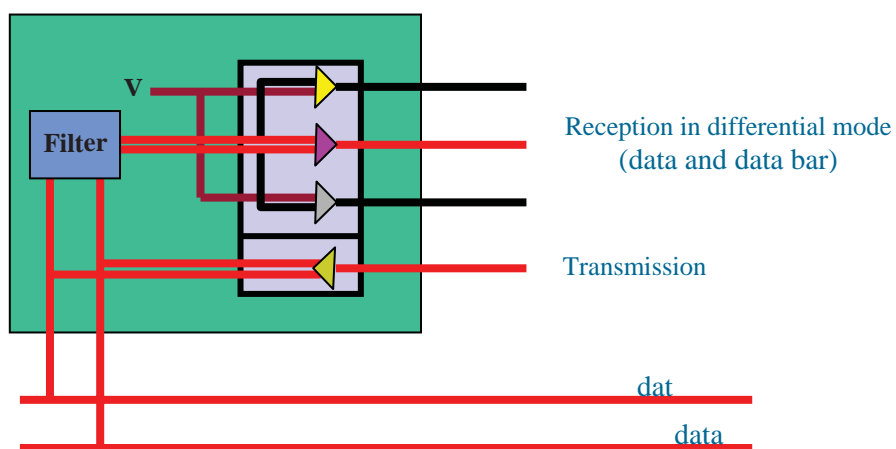 V
Filter
Reception in differential mode
(data and data bar)
Transmission
dat
data